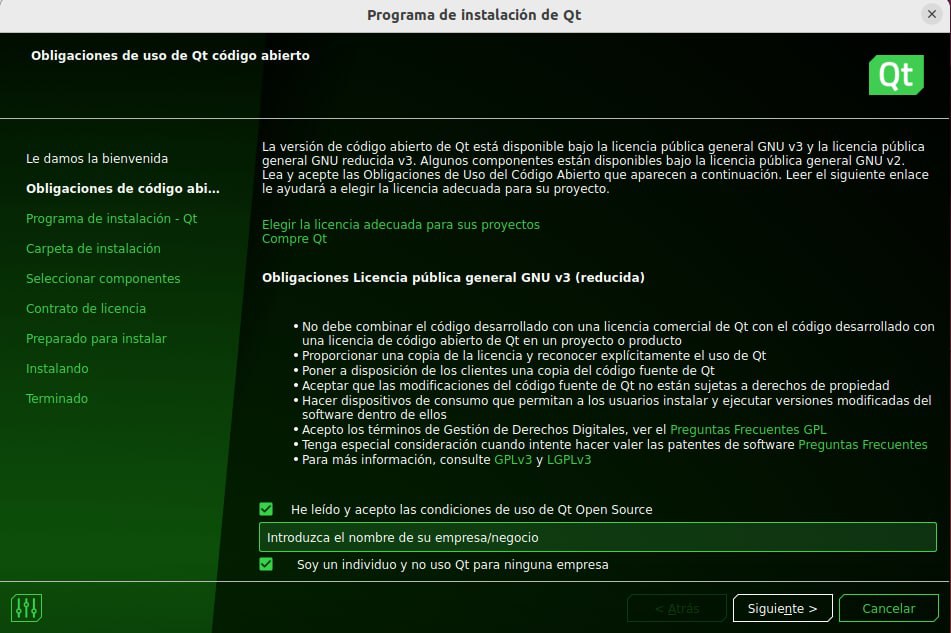 Programa de instalación de Qt
Obligaciones de uso de Qt código abierto
Qt
Le damos la bienvenida
Obligaciones de código abi...
Programa de instalación - Qt
Carpeta de instalación
Seleccionar componentes
Contrato de licencia
Preparado para instalar
Instalando
Terminado
La versión de código abierto de Qt está disponible bajo la licencia pública general GNU v3 y la licencia pública
general GNU reducida v3. Algunos componentes están disponibles bajo la licencia pública general GNU v2.
Lea y acepte las Obligaciones de Uso del Código Abierto que aparecen a continuación. Leer el siguiente enlace
le ayudará a elegir la licencia adecuada para su proyecto.
Elegir la licencia adecuada para sus proyectos
Compre Qt
Obligaciones Licencia pública general GNU v3 (reducida)
• No debe combinar el código desarrollado con una licencia comercial de Qt con el código desarrollado con
una licencia de código abierto de Qt en un proyecto o producto
• Proporcionar una copia de la licencia y reconocer explícitamente el uso de Qt
• Poner a disposición de los clientes una copia del código fuente de Qt
• Aceptar que las modificaciones del código fuente de Qt no están sujetas a derechos de propiedad
• Hacer dispositivos de consumo que permitan a los usuarios instalar y ejecutar versiones modificadas del
software dentro de ellos
• Acepto los términos de Gestión de Derechos Digitales, ver el Preguntas Frecuentes GPL
• Tenga especial consideración cuando intente hacer valer las patentes de software Preguntas Frecuentes
• Para más información, consulte GPLv3 y LGPLv3
He leído y acepto las condiciones de uso de Qt Open Source
Introduzca el nombre de su empresa/negocio
Soy un individuo y no uso Qt para ninguna empresa
< Atrás
Siguiente >
Cancelar